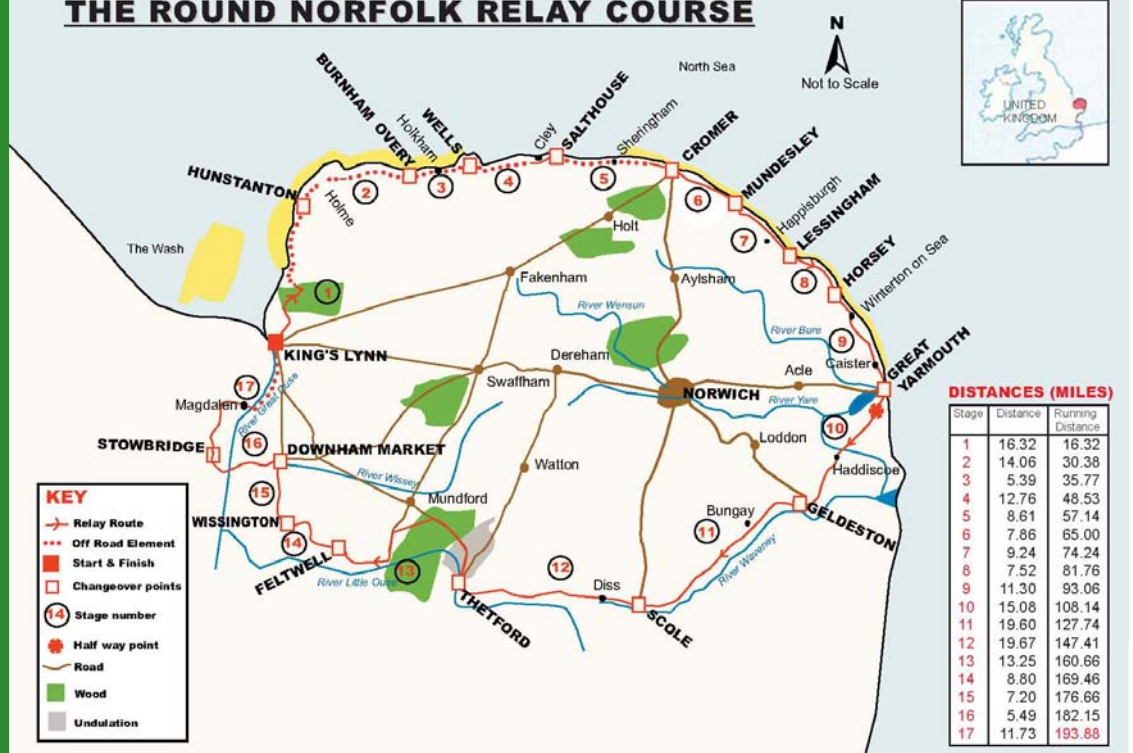 THE ROUND NORFOLK RELAY COURSE
N
Not to Scale
North Sea
UNITED
KINGDOM
BURNHAM OVERY
Holkham
WELLS
Cley
SALTHOUSE
Sheringham
CROMER
MUNDESLEY
Happisburgh
LESSINGHAM
HORSEY
Winterton on Sea
HUNSTANTON
Holme
The Wash
2
3
4
5
6
7
8
9
1
Holt
Fakenham
Aylsham
River Wensun
River Bure
KING'S LYNN
Dereham
Swaffham
NORWICH
Acle
Caister
GREAT
YARMOUTH
River Yare
17
Magdalen
River Great Ouse
16
STOWBRIDGE
DOWNHAM MARKET
10
Loddon
Haddiscoe
Watton
River Wissey
15
Mundford
WISSINGTON
14
FELTWELL
River Little Ouse
13
THETFORD
12
Diss
SCOLE
Bungay
11
GELDESTON
River Waveney
KEY
Relay Route
Off Road Element
Start & Finish
Changeover points
14 Stage number
Half way point
Road
Wood
Undulation
DISTANCES (MILES)
Stage Distance Running
Distance
1 16.32 16.32
2 14.06 30.38
3 5.39 35.77
4 12.76 48.53
5 8.61 57.14
6 7.86 65.00
7 9.24 74.24
8 7.52 81.76
9 11.30 93.06
10 15.08 108.14
11 19.60 127.74
12 19.67 147.41
13 13.25 160.66
14 8.80 169.46
15 7.20 176.66
16 5.49 182.15
17 11.73 193.88